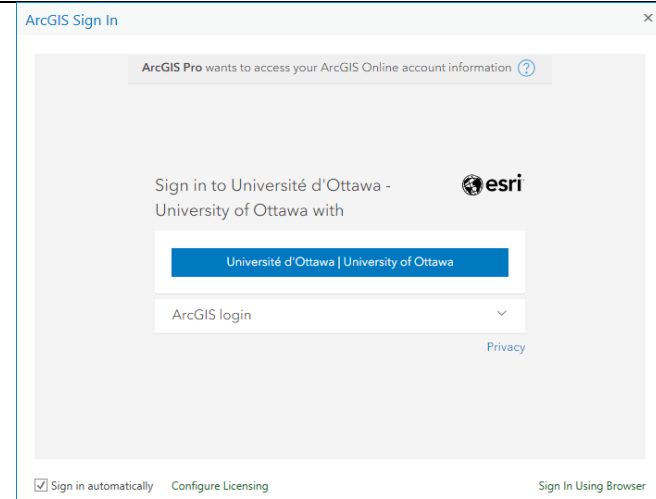 ArcGIS Sign In
ArcGIS Pro wants to access your ArcGIS Online account information ?
Sign in to Université d'Ottawa -
University of Ottawa with
esri
Université d'Ottawa | University of Ottawa
ArcGIS login
Privacy
Sign in automatically Configure Licensing Sign In Using Browser